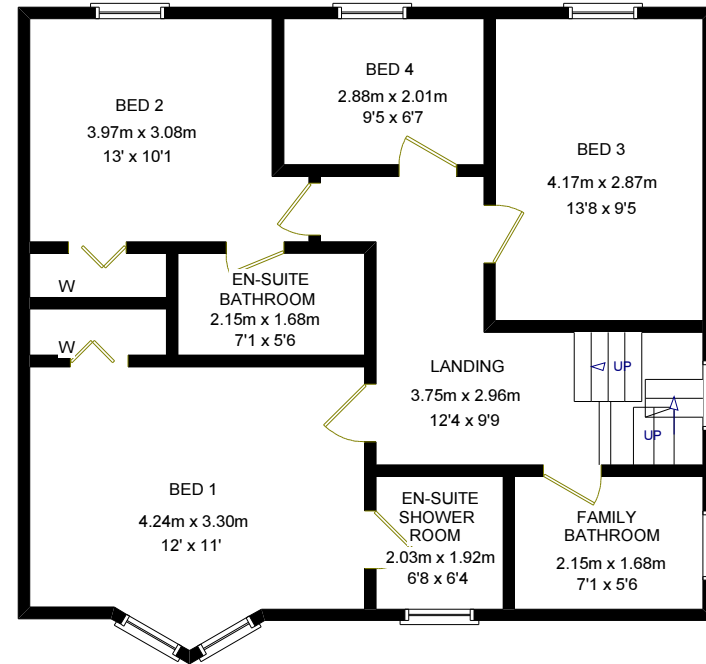 BED 2
3.97m x 3.08m
13' x 10'1
BED 4
2.88m x 2.01m
9'5 x 6'7
BED 3
4.17m x 2.87m
13'8 x 9'5
W
EN-SUITE
BATHROOM
2.15m x 1.68m
7'1 x 5'6
W
LANDING
3.75m x 2.96m
12'4 x 9'9
UP
UP
BED 1
4.24m x 3.30m
12' x 11'
EN-SUITE
SHOWER
ROOM
2.03m x 1.92m
6'8 x 6'4
FAMILY
BATHROOM
2.15m x 1.68m
7'1 x 5'6